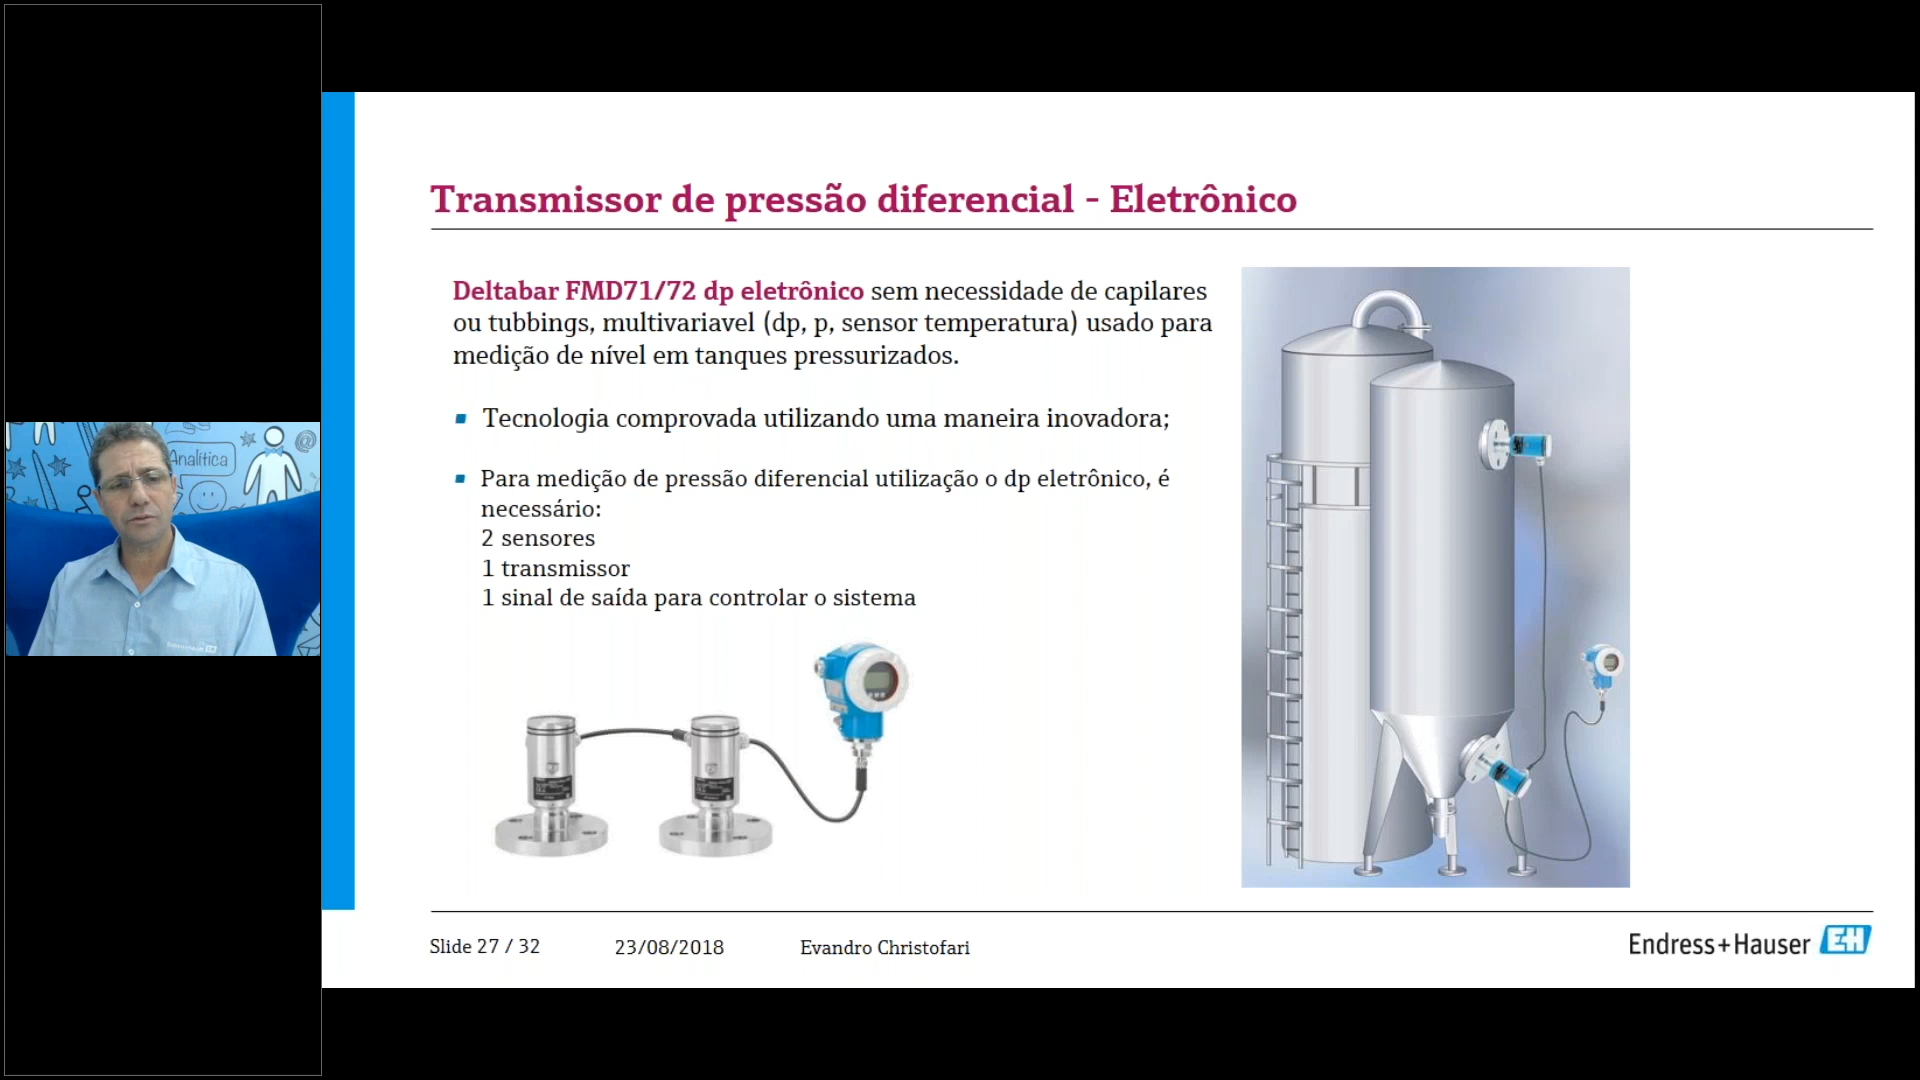 Transmissor de pressão diferencial - Eletrônico
Deltabar FMD71/72 dp eletrônico sem necessidade de capilares
ou tubbings, multivariavel (dp, p, sensor temperatura) usado para
medição de nível em tanques pressurizados.
Tecnologia comprovada utilizando uma maneira inovadora;
Para medição de pressão diferencial utilização o dp eletrônico, é
necessário:
2 sensores
1 transmissor
1 sinal de saída para controlar o sistema
Analítica
@
Slide 27 / 32
23/08/2018
Evandro Christofari
Endress+Hauser EH